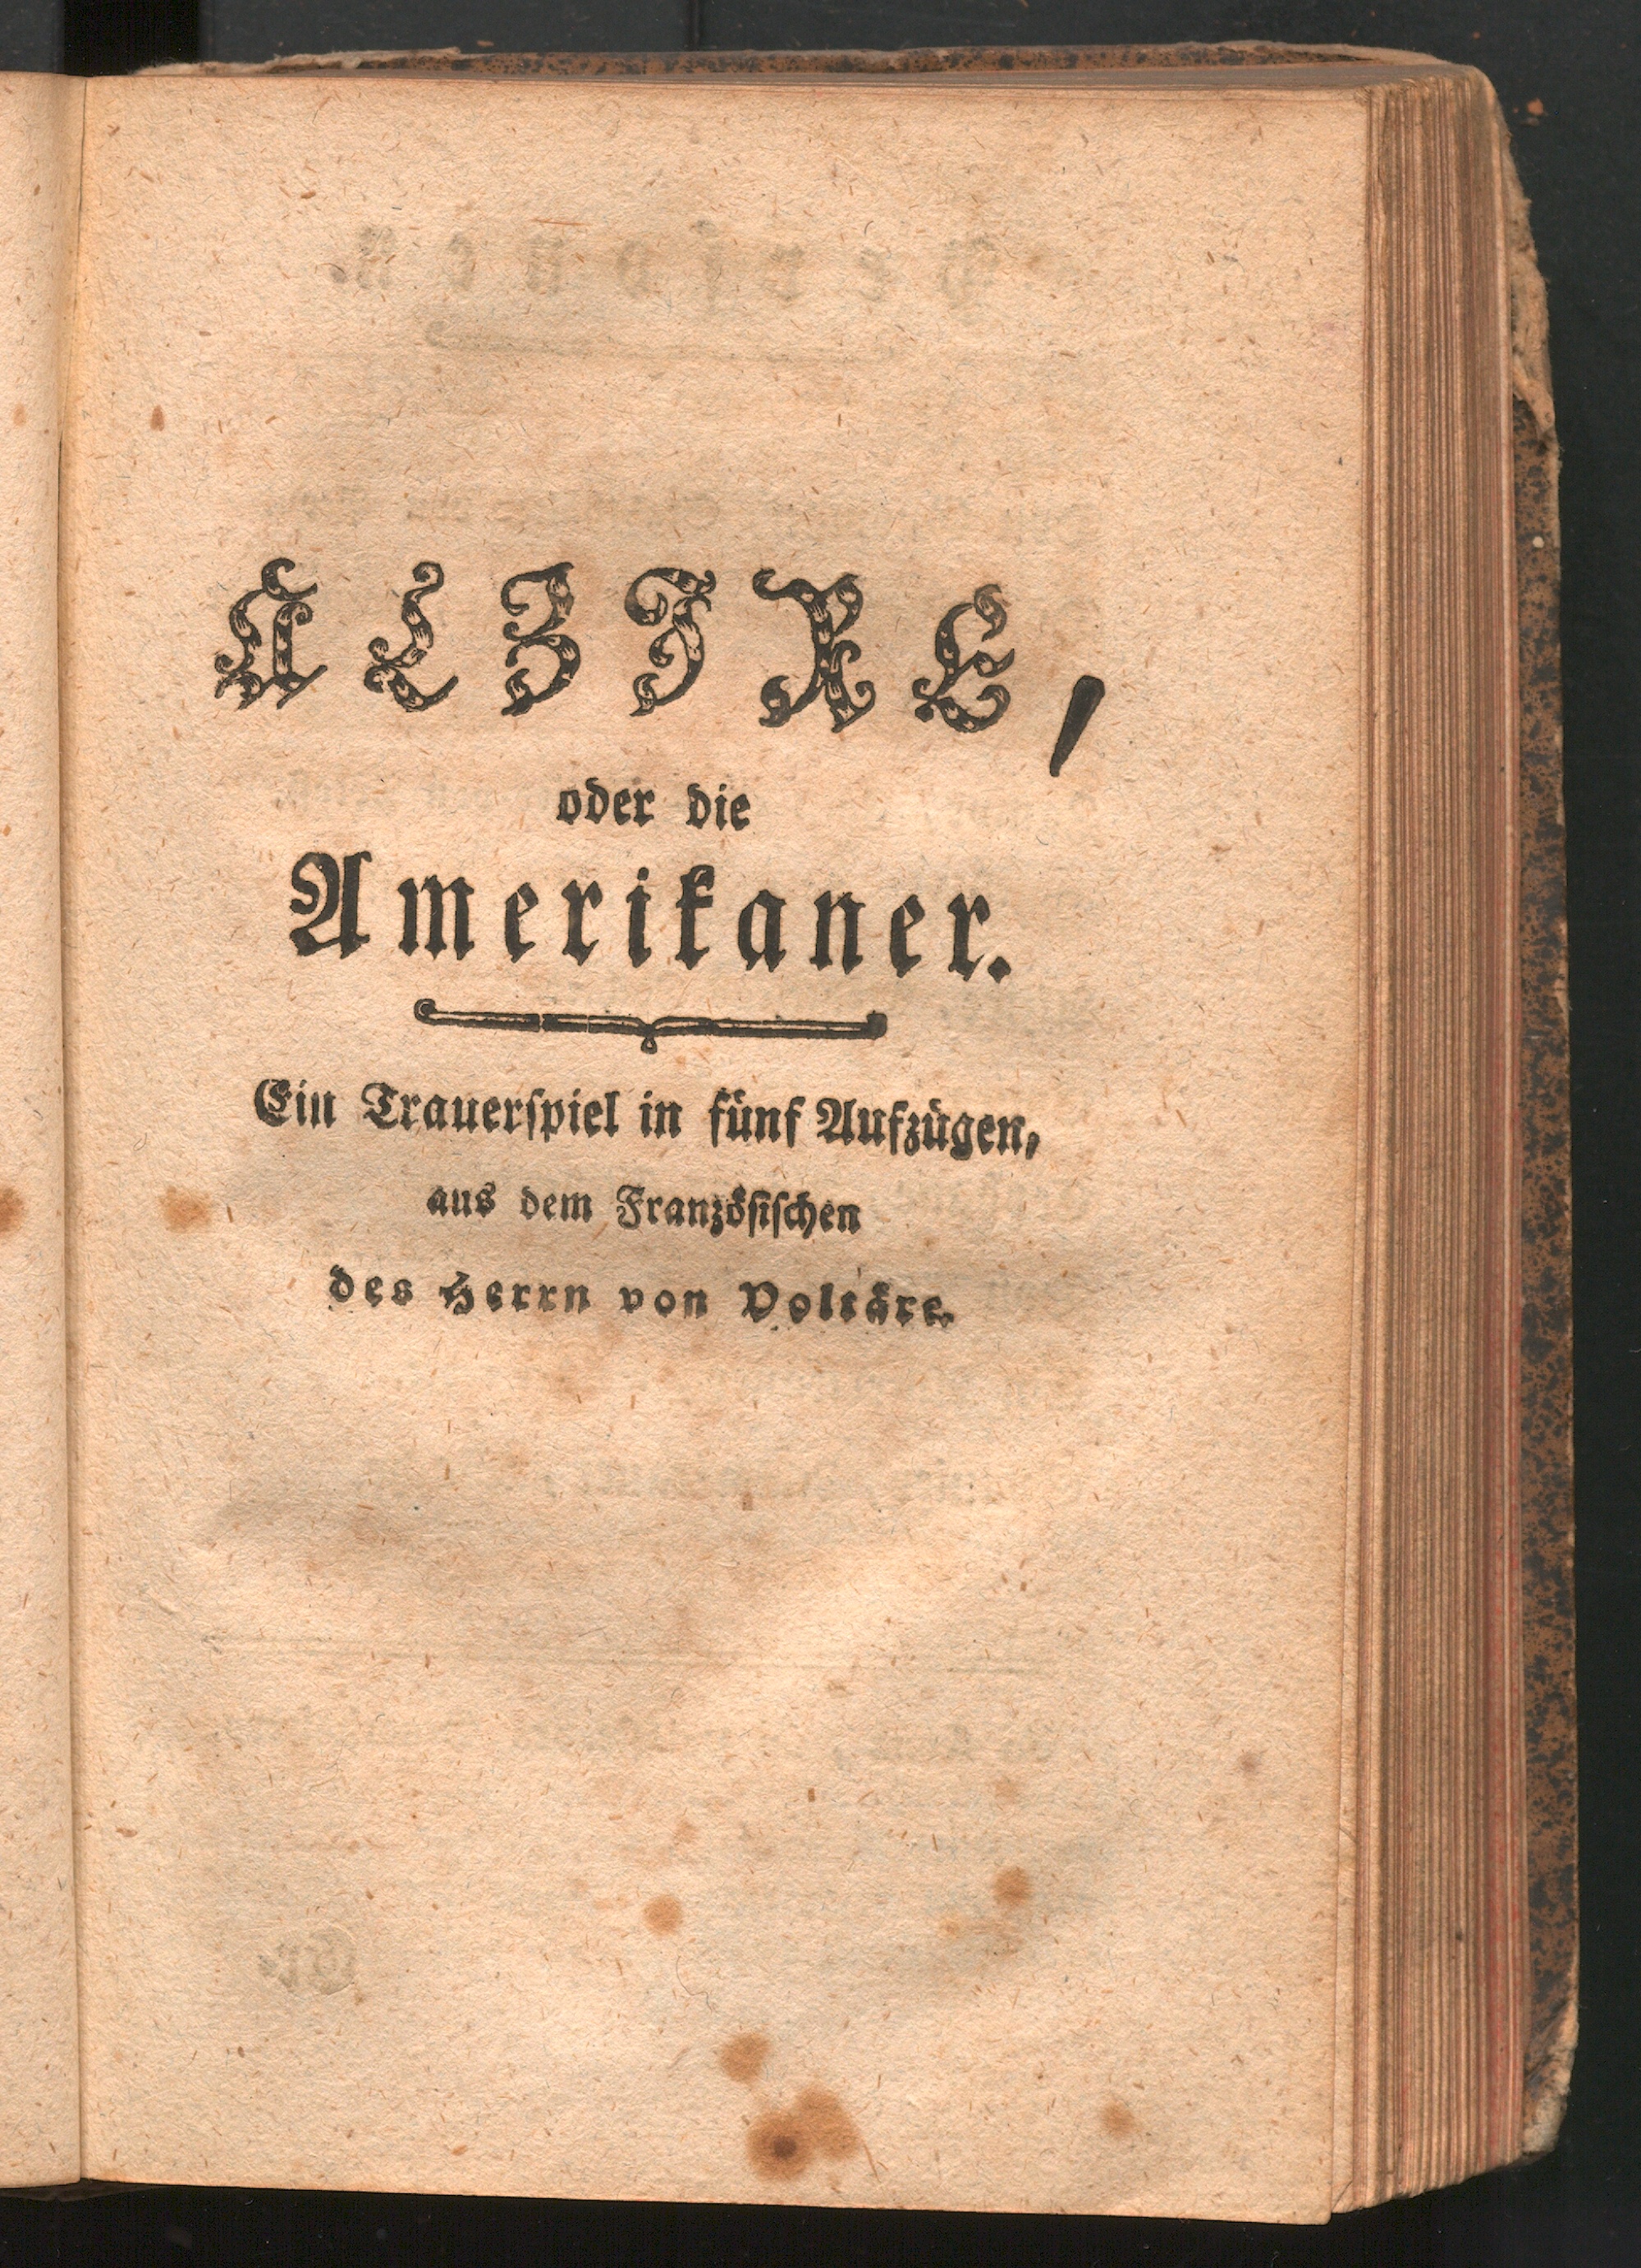 ALZIRE,
oder die
Amerikaner.
Ein Trauerſpiel in fünf Aufzügen,
aus dem Französiſchen
des Herrn von Voltäre.